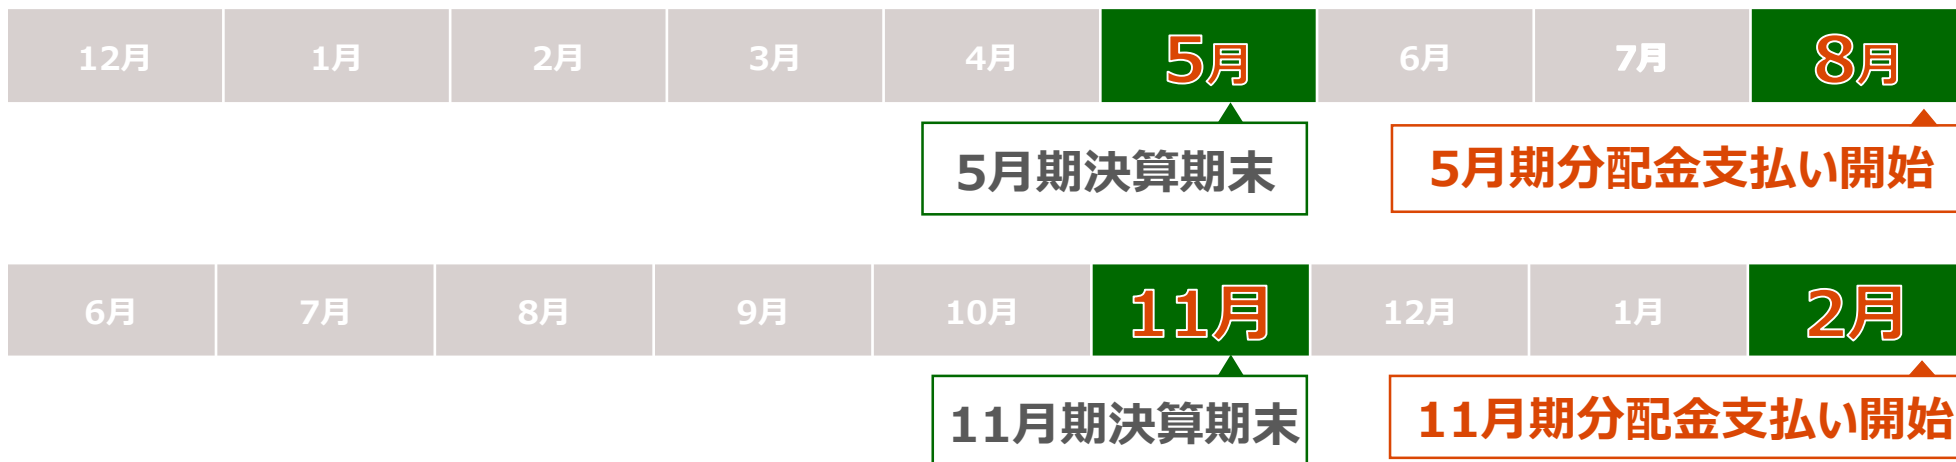 12月 1月 2月 3月 4月 5月 6月 7月 8月
5月期決算期末 5月期分配金支払い開始
6月 7月 8月 9月 10月 11月 12月 1月 2月
11月期決算期末 11月期分配金支払い開始